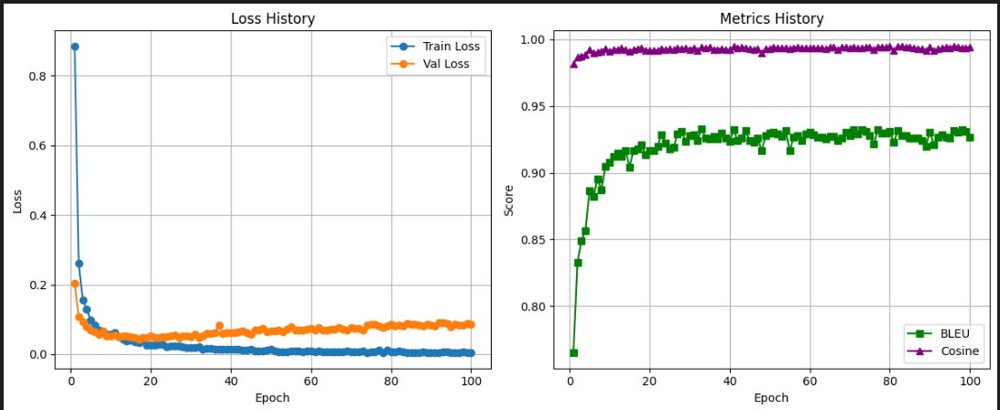 Loss History
Train Loss
Val Loss
0.8
0.6
0.4
0.2
0.0
Loss
0 20 40 60 80 100
Epoch
Metrics History
1.00
0.95
0.90
0.85
0.80
Score
BLEU
Cosine
0 20 40 60 80 100
Epoch